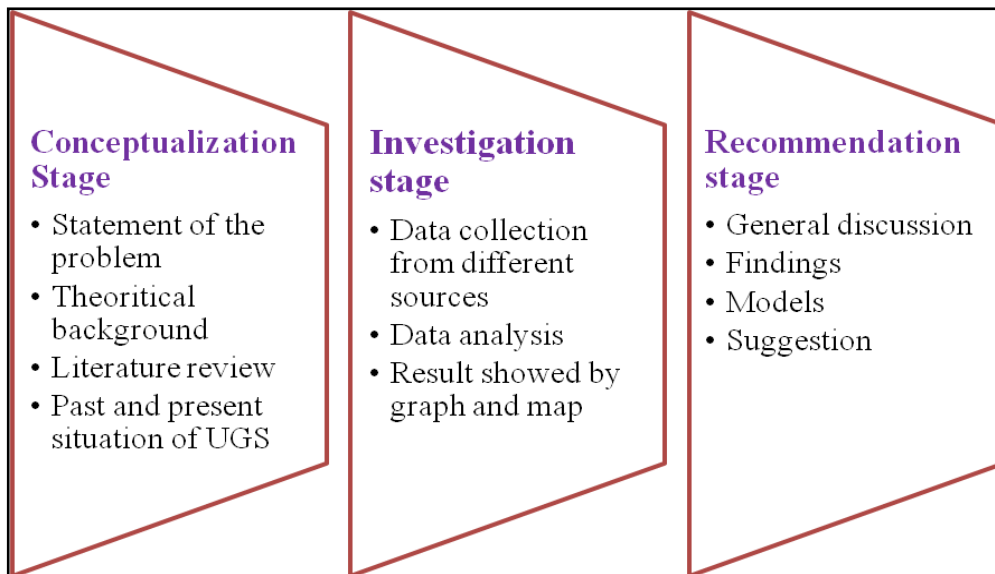 Conceptualization
Stage
• Statement of the
problem
• Theoritical
background
• Literature review
• Past and present
situation of UGS
Investigation
stage
• Data collection
from different
sources
• Data analysis
• Result showed by
graph and map
Recommendation
stage
• General discussion
• Findings
• Models
• Suggestion